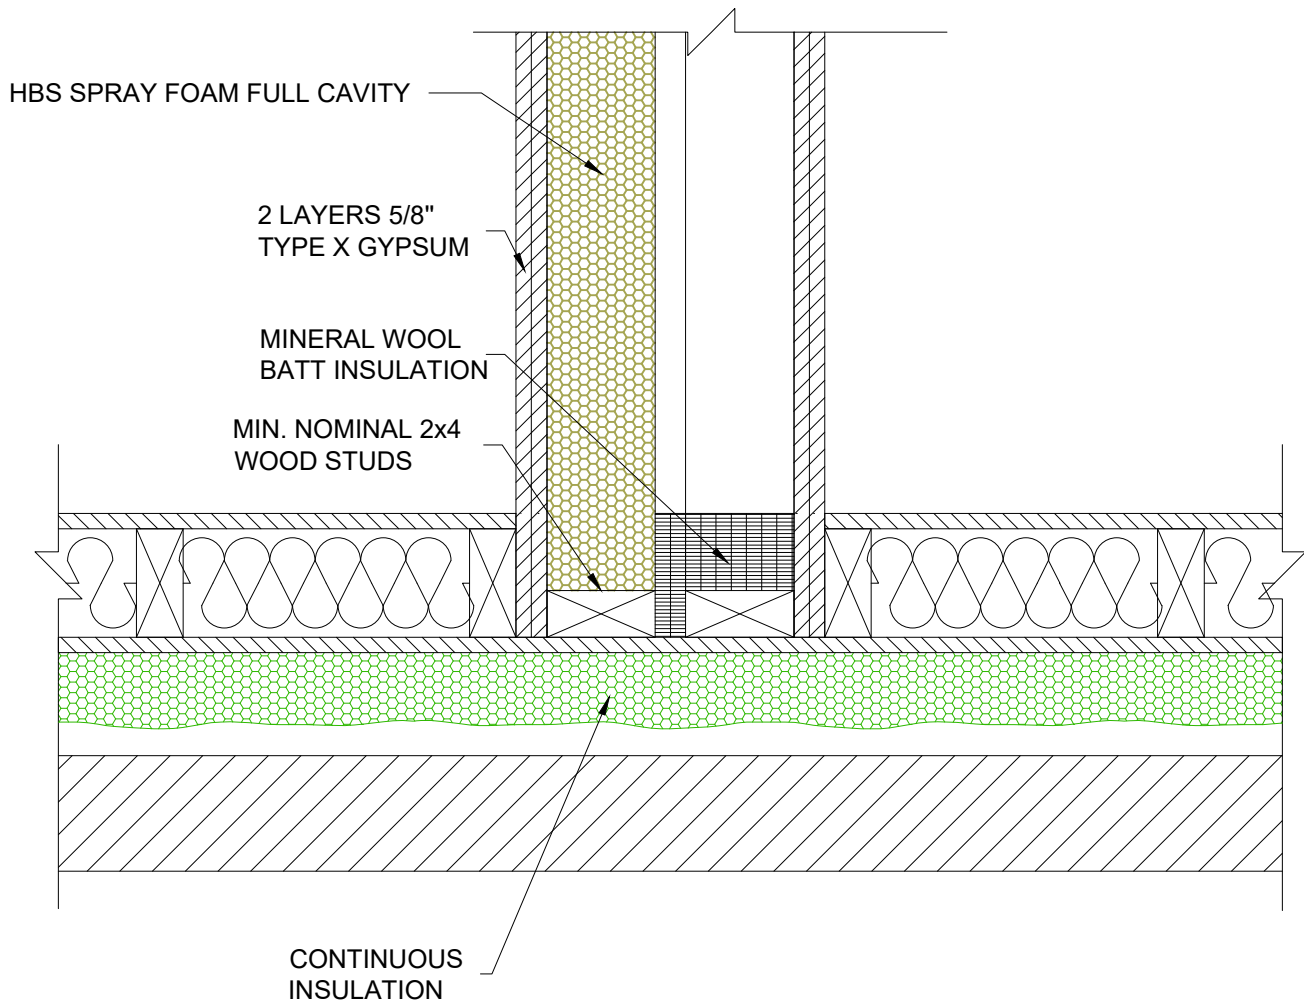 HBS SPRAY FOAM FULL CAVITY
2 LAYERS 5/8"
TYPE X GYPSUM
MINERAL WOOL
BATT INSULATION
MIN. NOMINAL 2x4
WOOD STUDS
CONTINUOUS
INSULATION